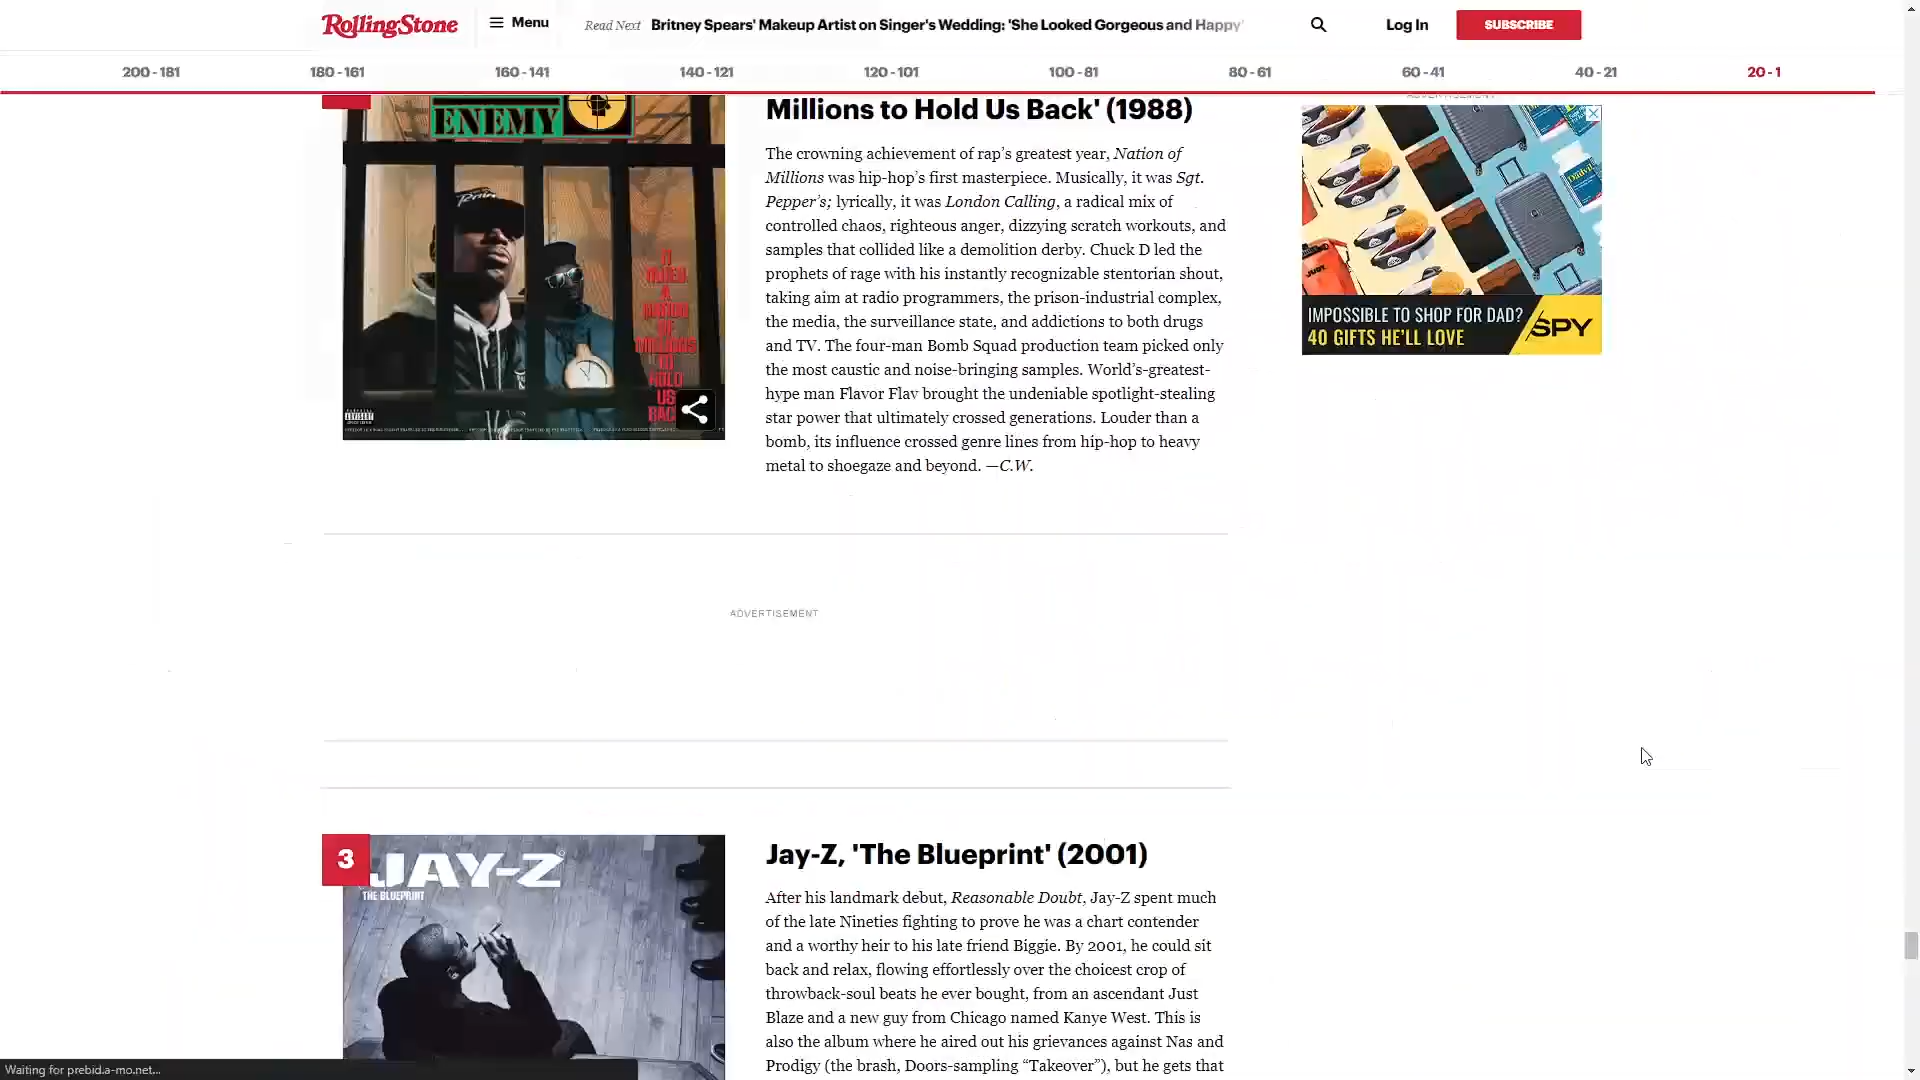 RollingStone
Menu
Read Next Britney Spears' Makeup Artist on Singer's Wedding: 'She Looked Gorgeous and Happy'
Log In
SUBSCRIBE
200 - 181 180 - 161 160 - 141 140 - 121 120 - 101 100 - 81 80 - 61 60 - 41 40 - 21 20 - 1
ENEMY
Millions to Hold Us Back' (1988)
The crowning achievement of rap's greatest year, Nation of
Millions was hip-hop's first masterpiece. Musically, it was Sgt.
Pepper's; lyrically, it was London Calling, a radical mix of
controlled chaos, righteous anger, dizzying scratch workouts, and
samples that collided like a demolition derby. Chuck D led the
prophets of rage with his instantly recognizable stentorian shout,
taking aim at radio programmers, the prison-industrial complex,
the media, the surveillance state, and addictions to both drugs
and TV. The four-man Bomb Squad production team picked only
the most caustic and noise-bringing samples. World's-greatest-
hype man Flavor Flav brought the undeniable spotlight-stealing
star power that ultimately crossed generations. Louder than a
bomb, its influence crossed genre lines from hip-hop to heavy
metal to shoegaze and beyond. —C.W.
IT
TAKES
A
NATION
OF
MILLIONS
TO
HOLD
US
ADVERTISEMENT
IMPOSSIBLE TO SHOP FOR DAD?
40 GIFTS HE'LL LOVE
SPY
ADVERTISEMENT
3
JAY-Z
THE BLUEPRINT
Jay-Z, 'The Blueprint' (2001)
After his landmark debut, Reasonable Doubt, Jay-Z spent much
of the late Nineties fighting to prove he was a chart contender
and a worthy heir to his late friend Biggie. By 2001, he could sit
back and relax, flowing effortlessly over the choicest crop of
throwback-soul beats he ever bought, from an ascendant Just
Blaze and a new guy from Chicago named Kanye West. This is
also the album where he aired out his grievances against Nas and
Prodigy (the brash, Doors-sampling “Takeover”), but he gets that
Waiting for prebid.a-mo.net...